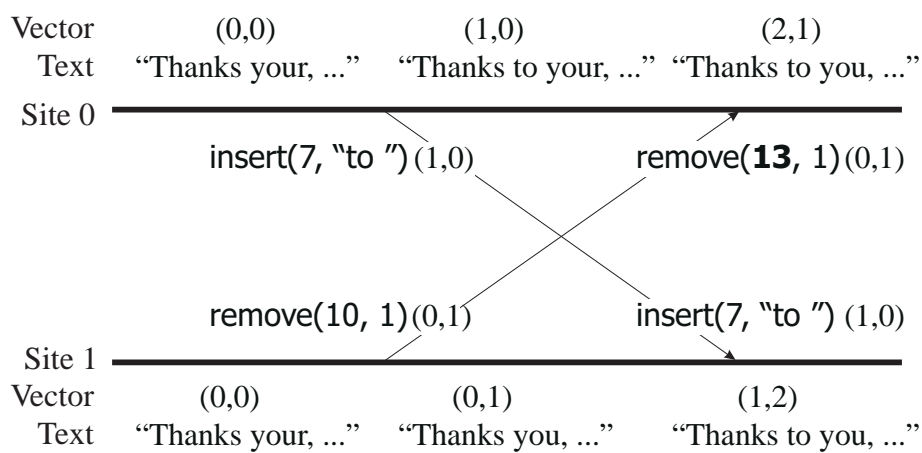 Vector (0,0) (1,0) (2,1)
Text “Thanks your, ...” “Thanks to your, ...” “Thanks to you, ...”
Site 0
insert(7, “to ”) (1,0) remove(13, 1) (0,1)
remove(10, 1) (0,1) insert(7, “to ”) (1,0)
Site 1
Vector (0,0) (0,1) (1,2)
Text “Thanks your, ...” “Thanks you, ...” “Thanks to you, ...”